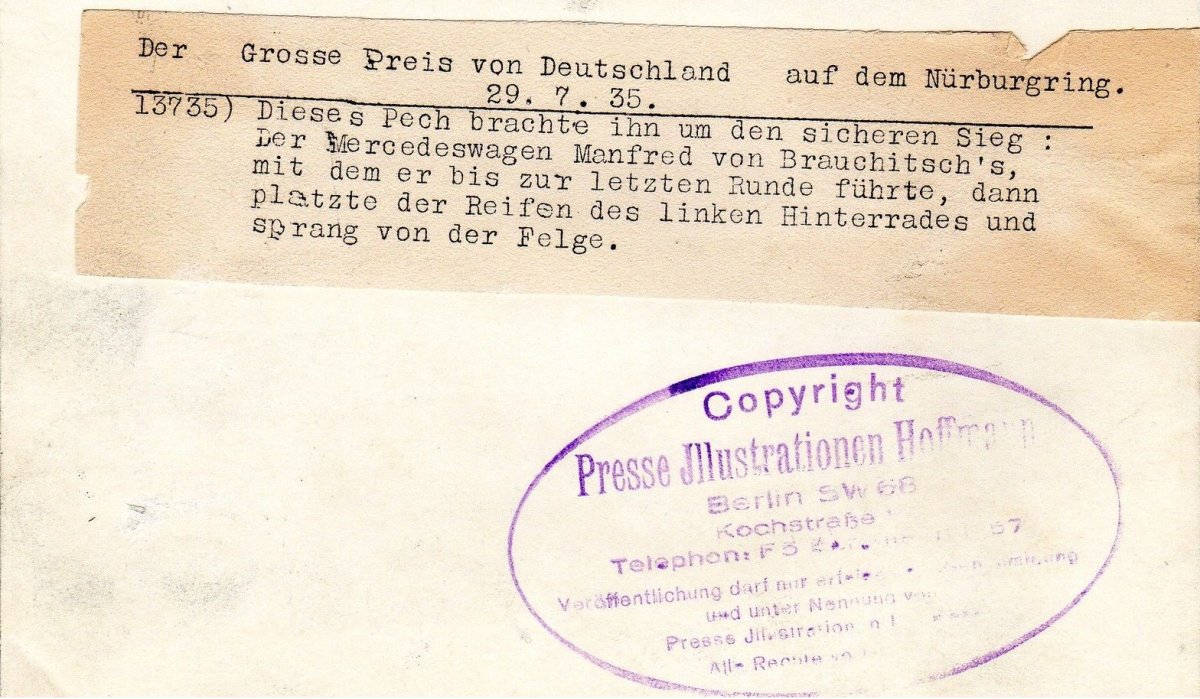 Der Grosse Preis von Deutschland auf dem Nürburgring.
29. 7. 35.
13735) Dieses Pech brachte ihn um den sicheren Sieg :
Der Mercedeswagen Manfred von Brauchitsch's,
mit dem er bis zur letzten Runde führte, dann
platzte der Reifen des linken Hinterrades und
sprang von der Felge.
Copyright
Presse Jllustrationen Hoffmann
Berlin SW 68
Kochstraße
Telephon: F5
Veröffentlichung darf nur
und unter Nennung
Presse Jllustration
Alle Rechte